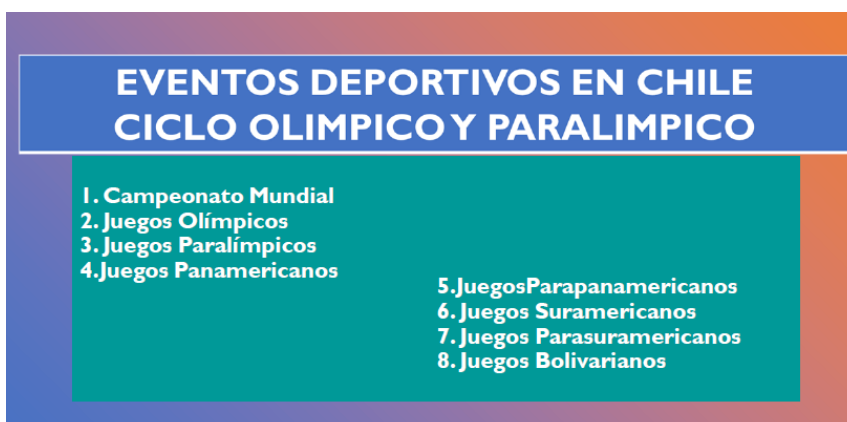 EVENTOS DEPORTIVOS EN CHILE
CICLO OLIMPICO Y PARALIMPICO
1. Campeonato Mundial
2. Juegos Olímpicos
3. Juegos Paralímpicos
4.Juegos Panamericanos
5.JuegosParapanamericanos
6. Juegos Suramericanos
7. Juegos Parasuramericanos
8. Juegos Bolivarianos